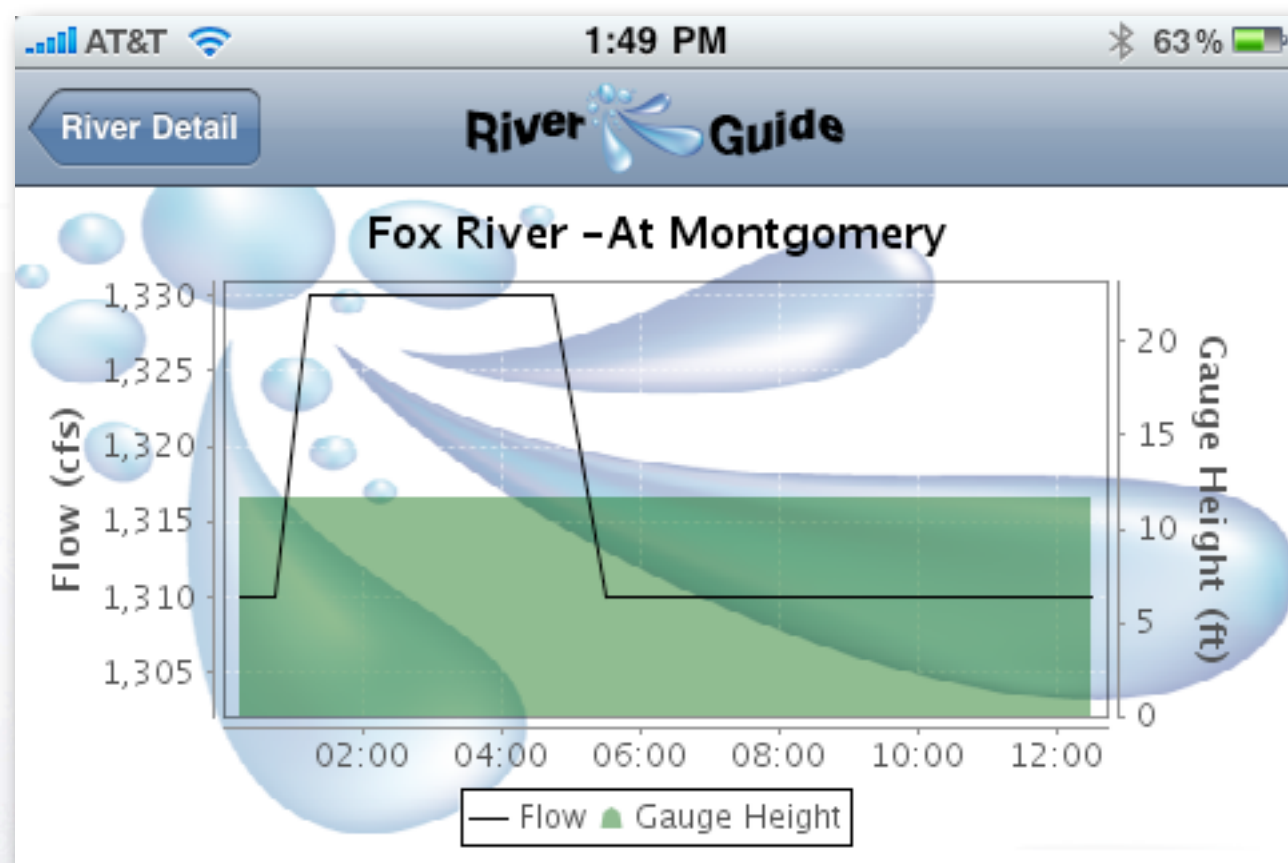 AT&T 1:49 PM 63%
River Detail River Guide
Fox River -At Montgomery
1,330
1,325
1,320
1,315
1,310
1,305
Flow (cfs)
20
15
10
5
0
Gauge Height (ft)
02:00 04:00 06:00 08:00 10:00 12:00
Flow Gauge Height